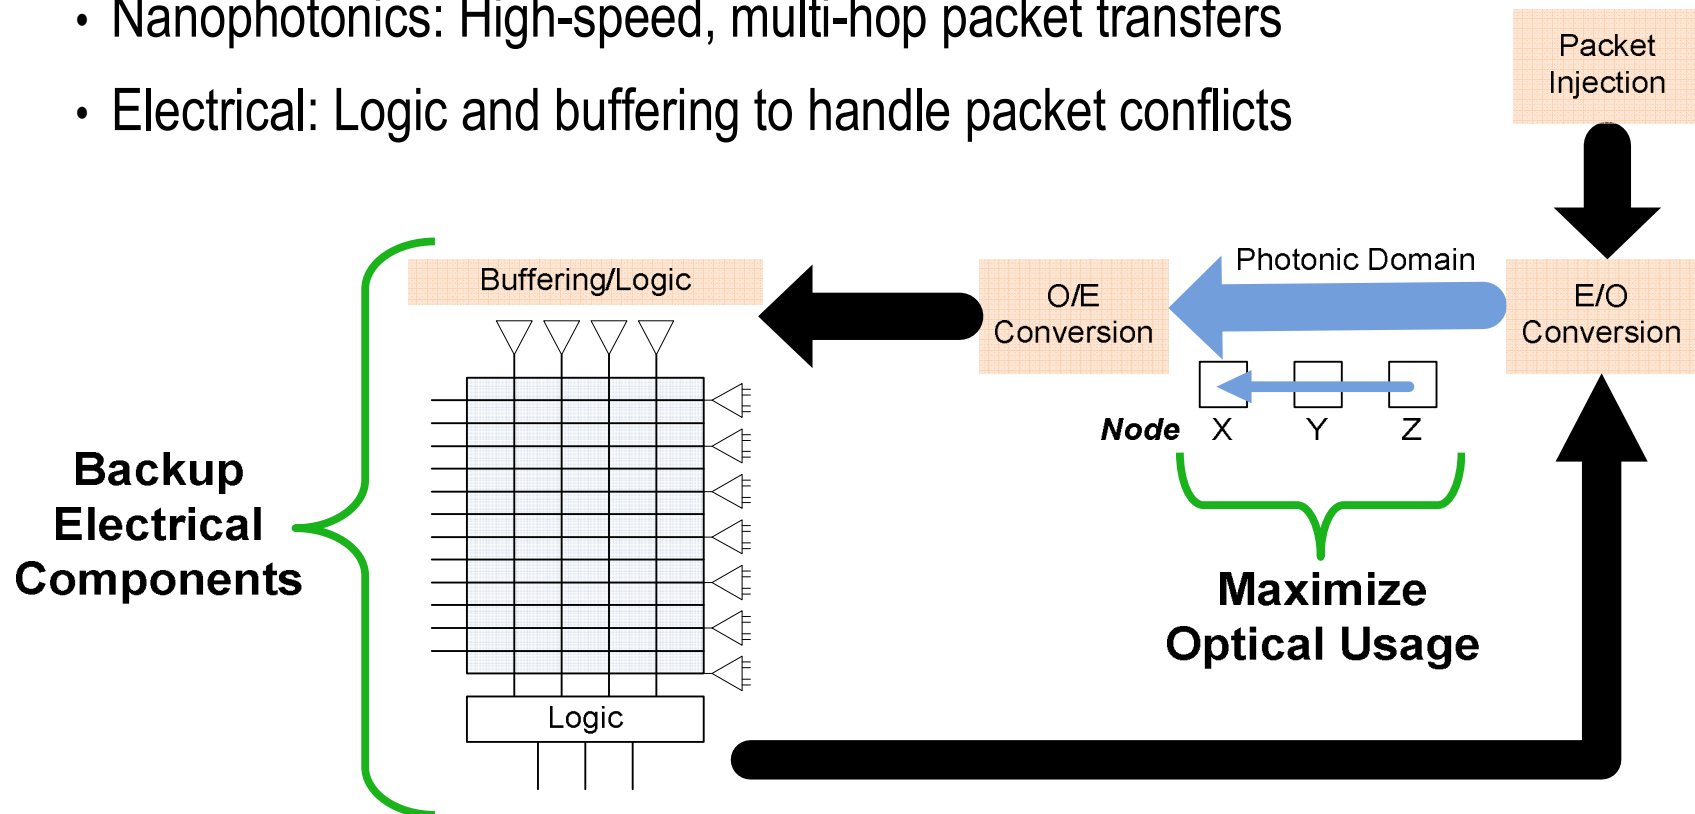 • Nanophotonics: High-speed, multi-hop packet transfers
• Electrical: Logic and buffering to handle packet conflicts
Packet
Injection
Photonic Domain
Buffering/Logic
O/E
Conversion
E/O
Conversion
Node X Y Z
Backup
Electrical
Components
Maximize
Optical Usage
Logic